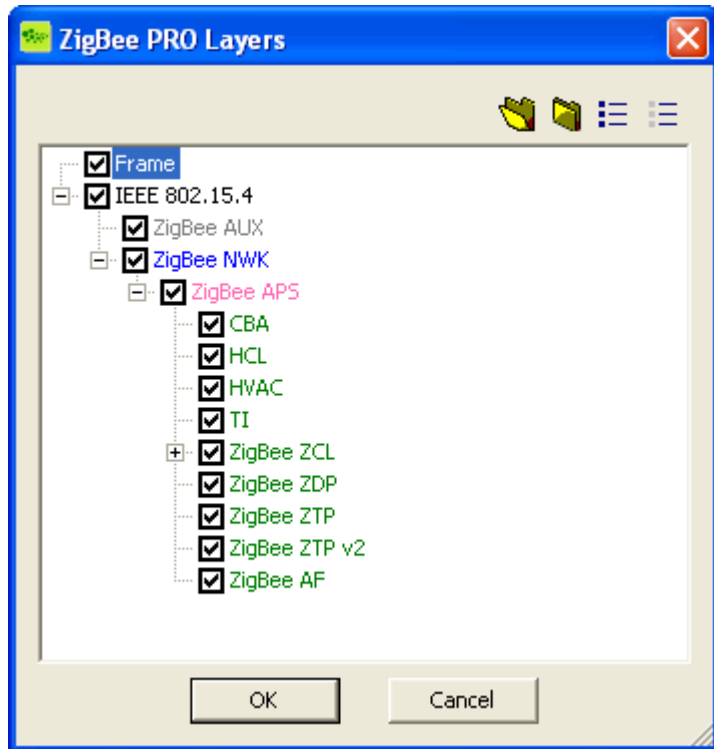 ZigBee PRO Layers
Frame
IEEE 802.15.4
ZigBee AUX
ZigBee NWK
ZigBee APS
CBA
HCL
HVAC
TI
ZigBee ZCL
ZigBee ZDP
ZigBee ZTP
ZigBee ZTP v2
ZigBee AF
OK
Cancel